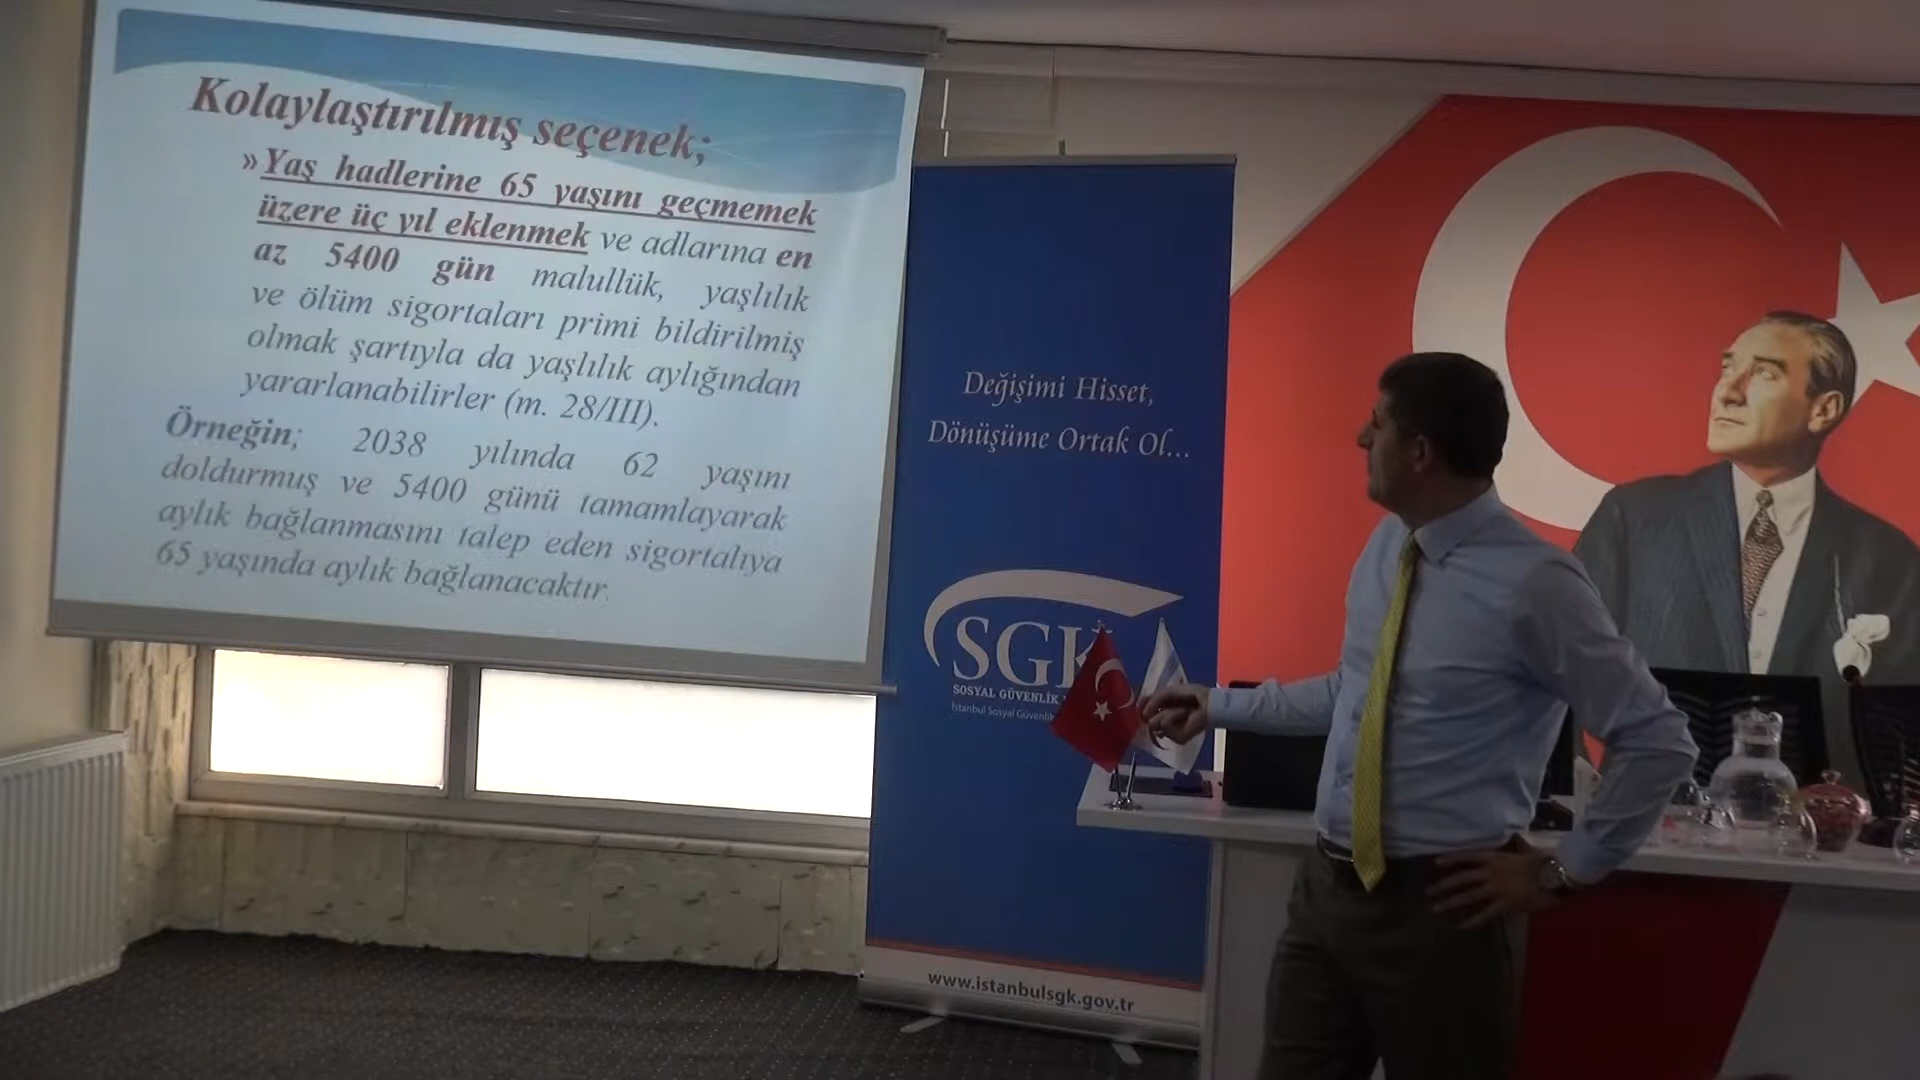 Kolaylaştırılmış seçenek;
»Yaş hadlerine 65 yaşını geçmemek
üzere üç yıl eklenmek ve adlarına en
az 5400 gün malullük, yaşlılık
ve ölüm sigortaları primi bildirilmiş
olmak şartıyla da yaşlılık aylığından
yararlanabilirler (m. 28/III).
Örneğin; 2038 yılında 62 yaşını
doldurmuş ve 5400 günü tamamlayarak
aylık bağlanmasını talep eden sigortalıya
65 yaşında aylık bağlanacaktır.
Değişimi Hisset,
Dönüşüme Ortak Ol...
SGK
SOSYAL GÜVENLİK
İstanbul Sosyal Güvenlik
www.istanbulsgk.gov.tr